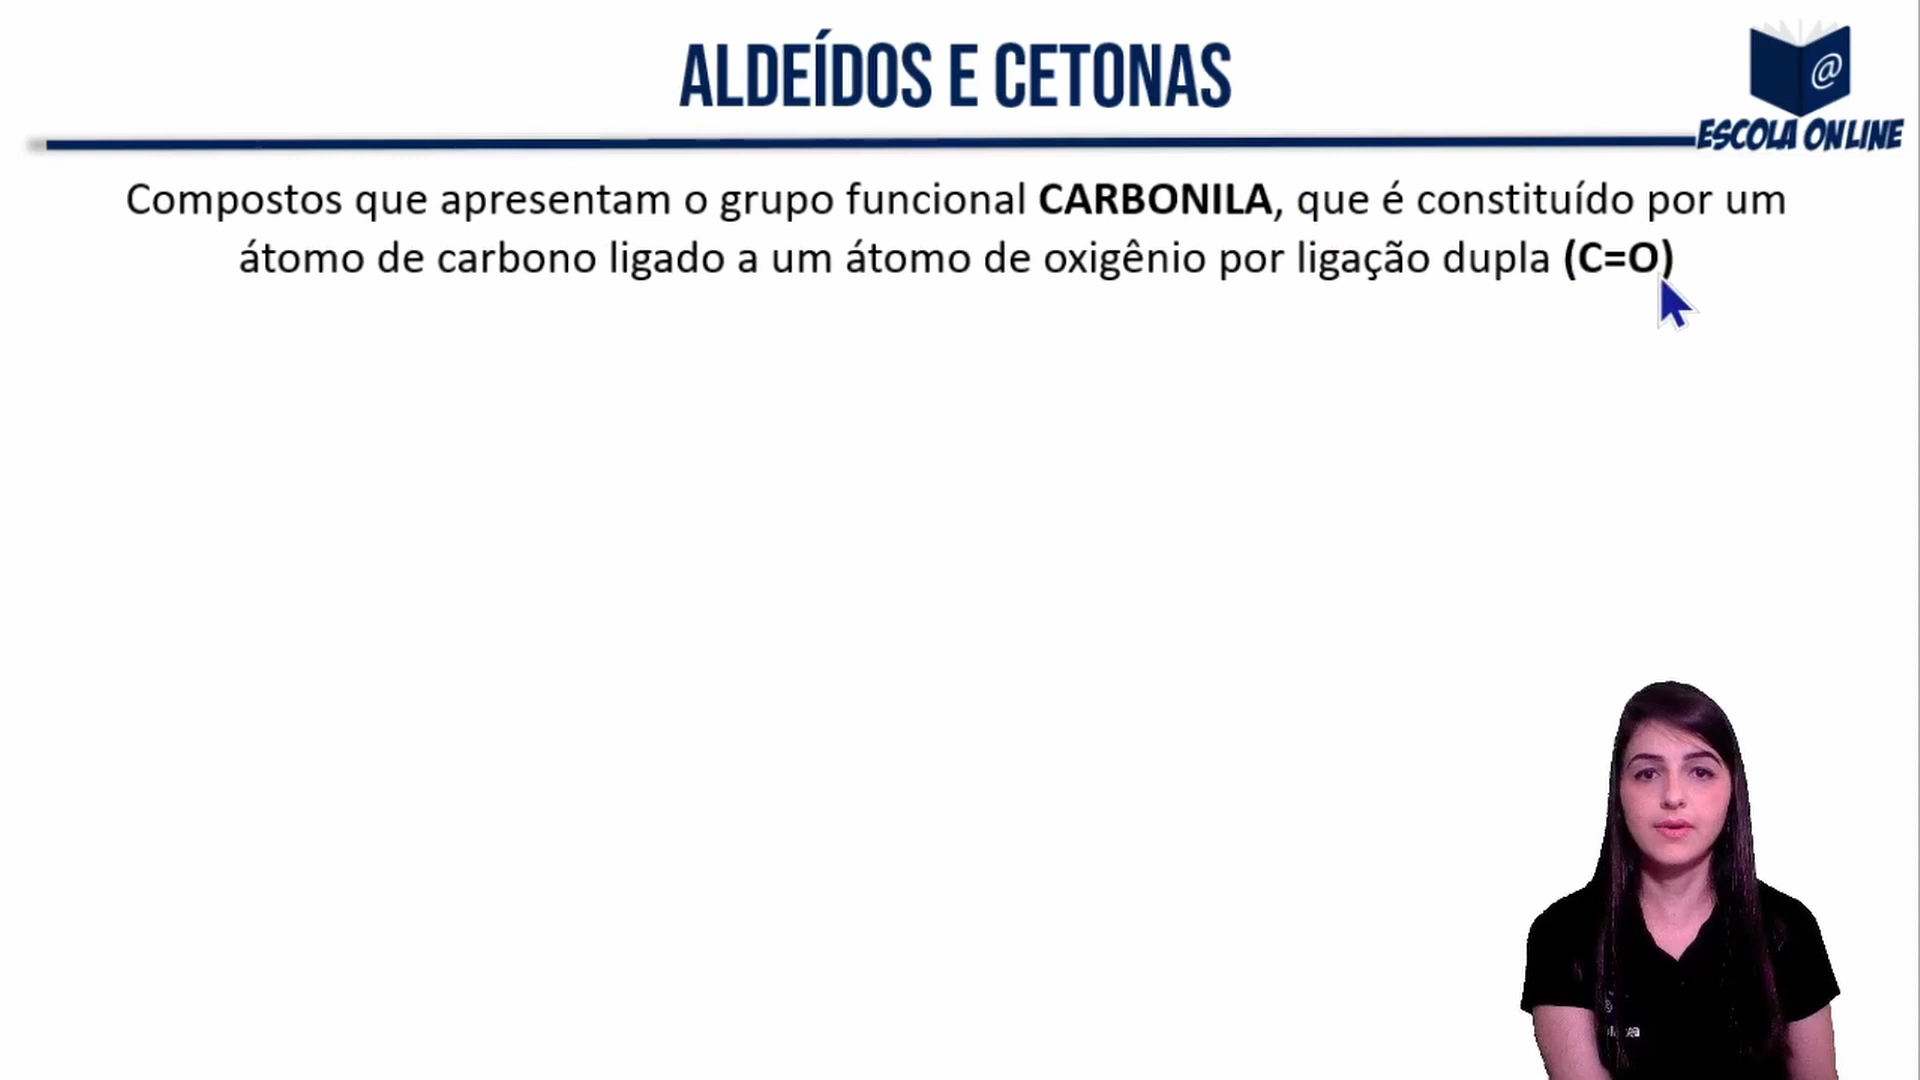 ALDEÍDOS E CETONAS
@
ESCOLA ONLINE
Compostos que apresentam o grupo funcional CARBONILA, que é constituído por um
átomo de carbono ligado a um átomo de oxigênio por ligação dupla (C=O)